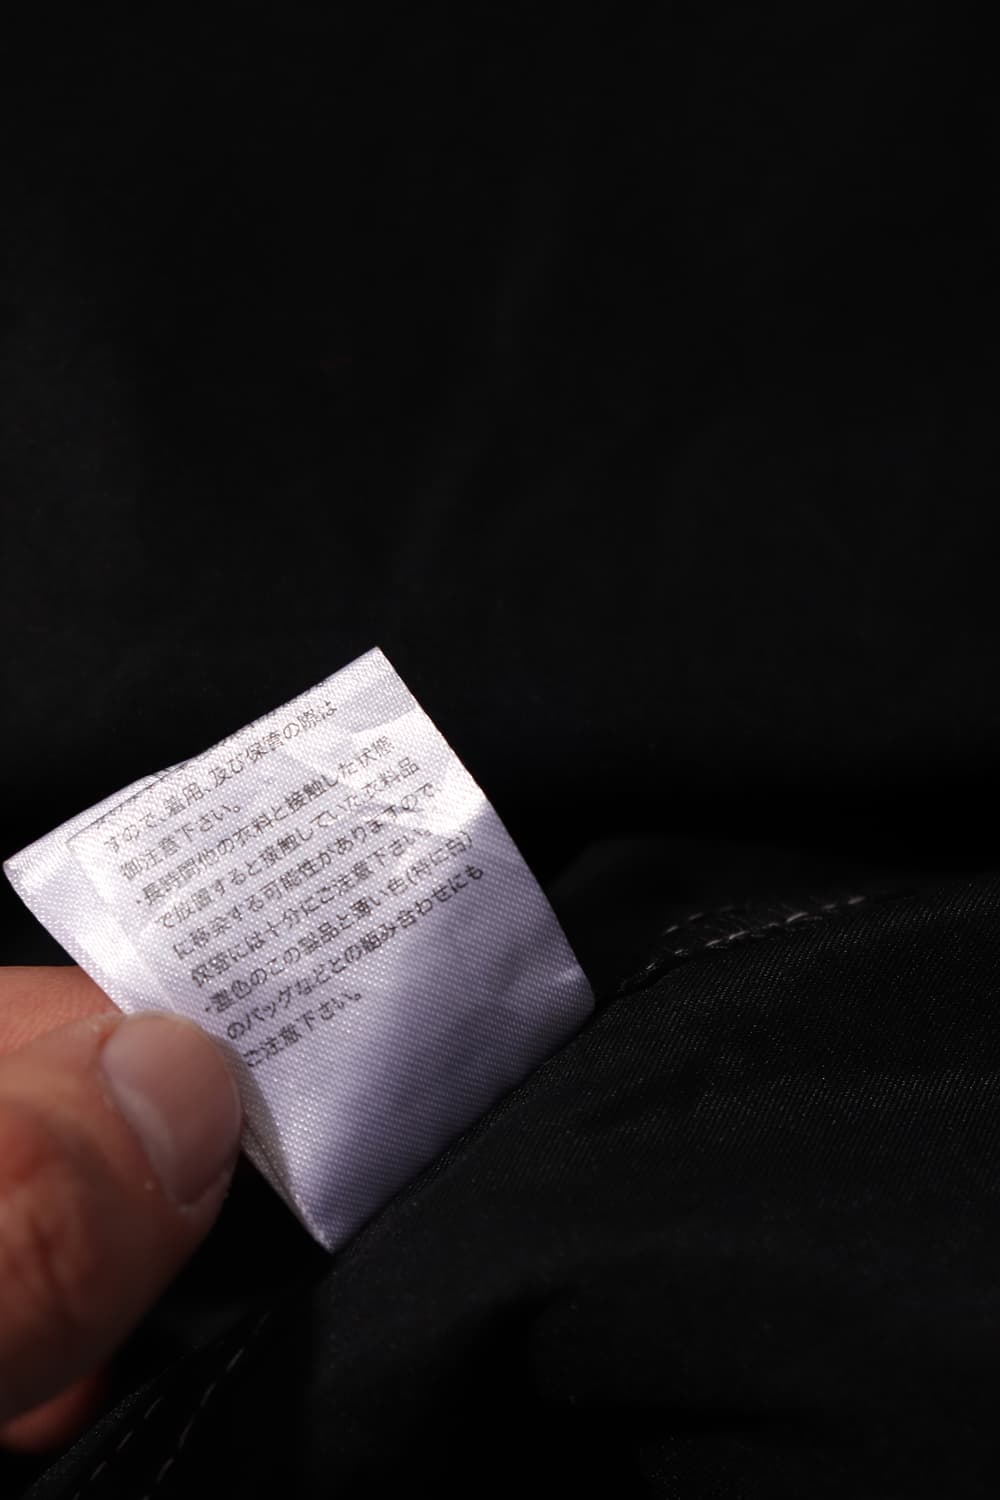 すので、着用、及び保管の際は
御注意下さい。
・長時間他の衣料と接触した状態
で放置すると接触していた衣料品
に移染する可能性がありますので、
保管には十分にご注意下さい。
・濃色のこの製品と薄い色(特に白)
のバッグなどとの組み合わせにも
ご注意下さい。